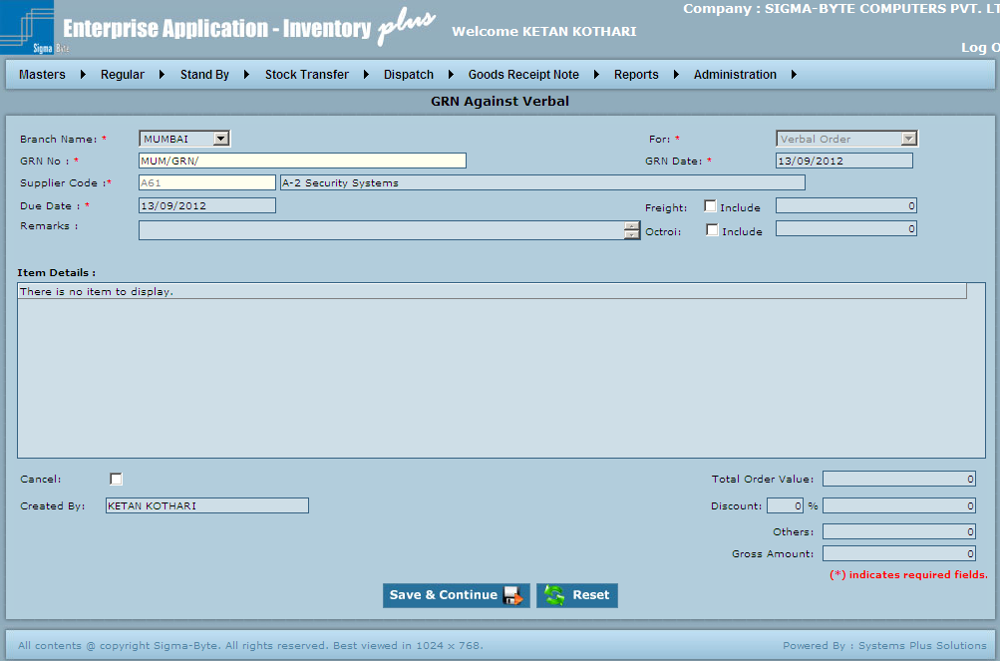 Company : SIGMA-BYTE COMPUTERS PVT. LT
Sigma Byte
Enterprise Application - Inventory plus
Welcome KETAN KOTHARI
Log O
Masters Regular Stand By Stock Transfer Dispatch Goods Receipt Note Reports Administration
GRN Against Verbal
Branch Name: * MUMBAI For: * Verbal Order
GRN No : * MUM/GRN/ GRN Date: * 13/09/2012
Supplier Code :* A61 A-2 Security Systems
Due Date : * 13/09/2012 Freight: Include 0
Remarks : Octroi: Include 0
Item Details :
There is no item to display.
Cancel: Total Order Value: 0
Created By: KETAN KOTHARI Discount: 0 % 0
Others: 0
Gross Amount: 0
(*) indicates required fields.
Save & Continue Reset
All contents @ copyright Sigma-Byte. All rights reserved. Best viewed in 1024 x 768. Powered By : Systems Plus Solutions